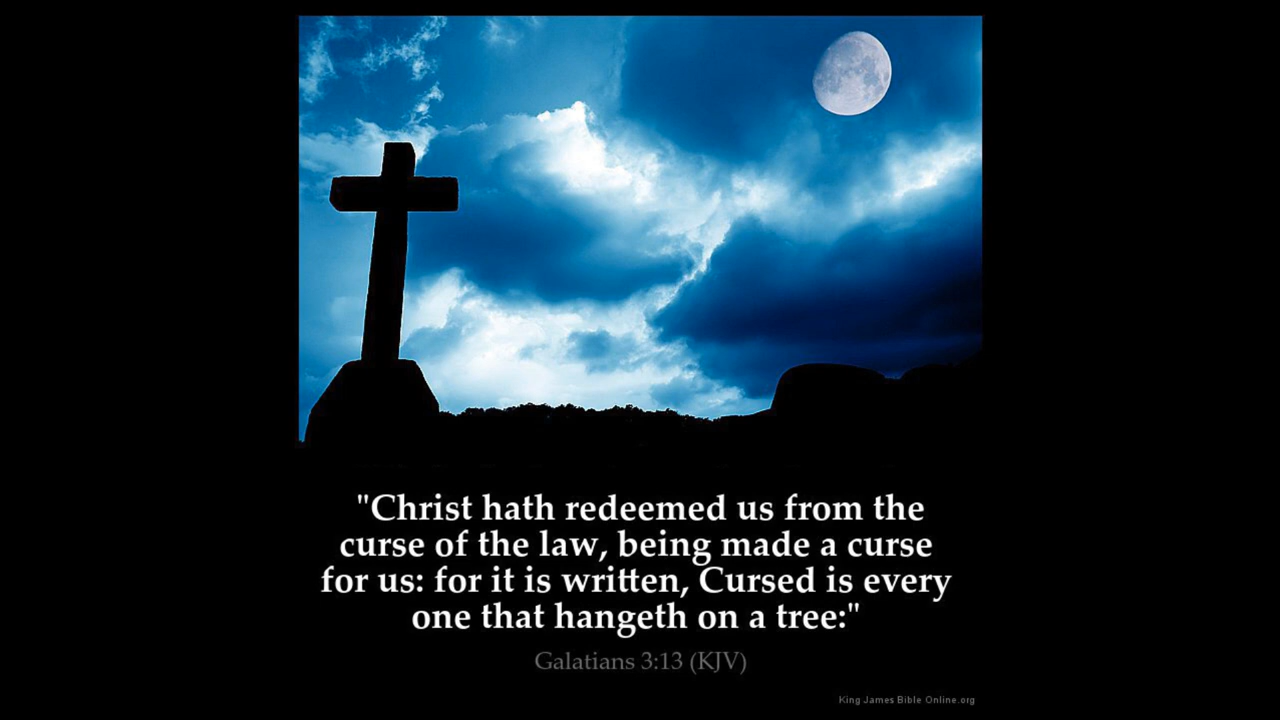 "Christ hath redeemed us from the
curse of the law, being made a curse
for us: for it is written, Cursed is every
one that hangeth on a tree:"
Galatians 3:13 (KJV)
King James Bible Online.org